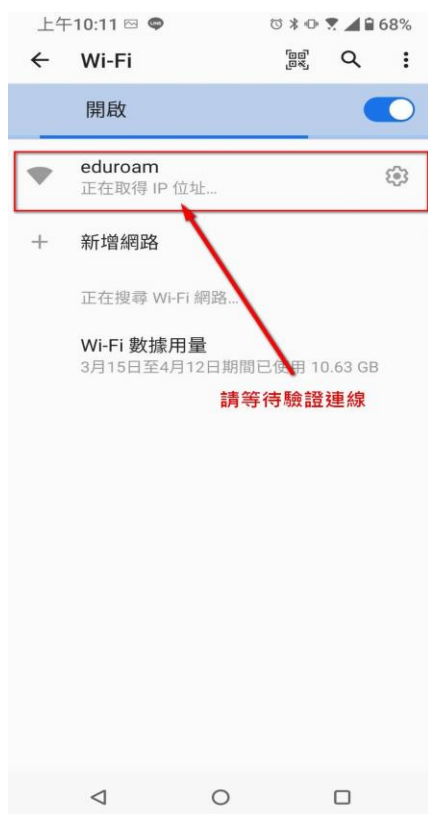 上午10:11 68%
Wi-Fi
開啟
eduroam
正在取得 IP 位址...
新增網路
正在搜尋 Wi-Fi 網路...
Wi-Fi 數據用量
3月15日至4月12日期間已使用 10.63 GB
請等待驗證連線